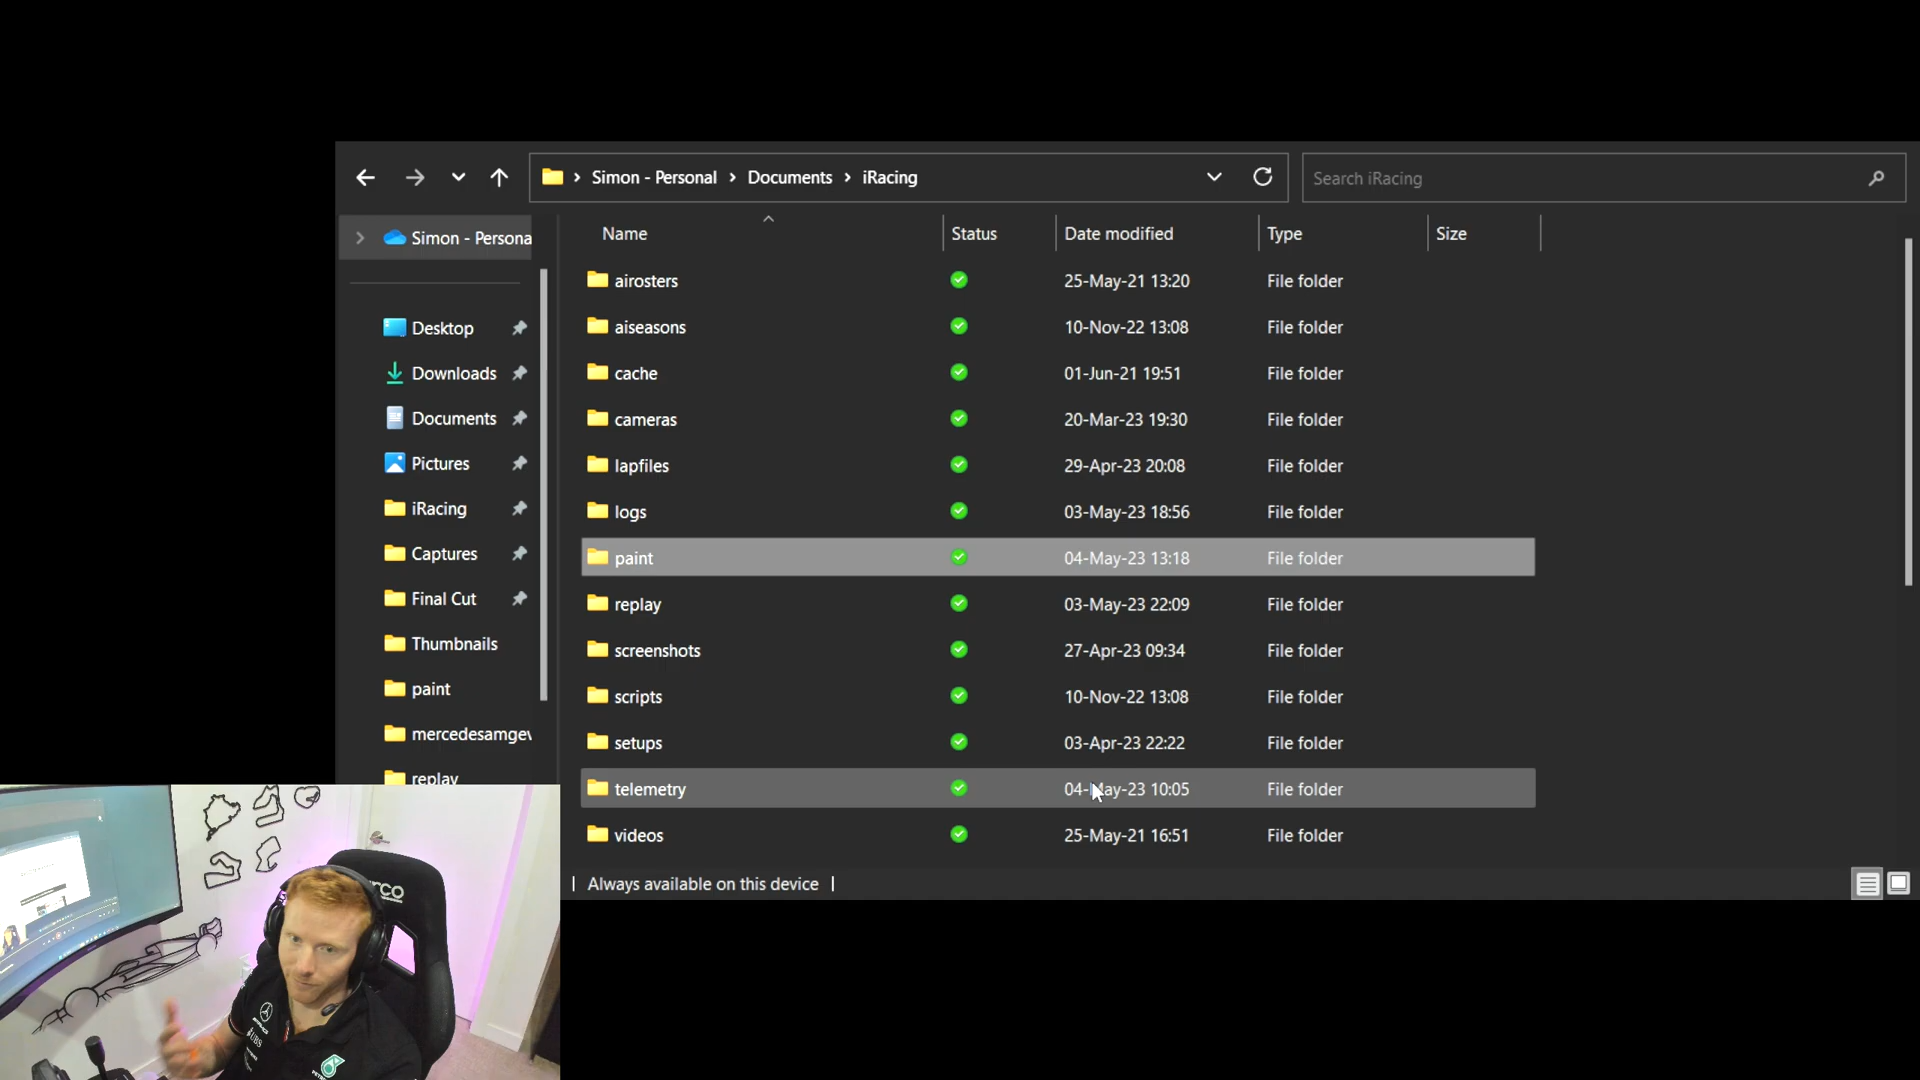 Simon - Personal > Documents > iRacing
Search iRacing
Simon - Persona
Desktop
Downloads
Documents
Pictures
iRacing
Captures
Final Cut
Thumbnails
paint
mercedesamgev
replay
Name Status Date modified Type Size
airosters 25-May-21 13:20 File folder
aiseasons 10-Nov-22 13:08 File folder
cache 01-Jun-21 19:51 File folder
cameras 20-Mar-23 19:30 File folder
lapfiles 29-Apr-23 20:08 File folder
logs 03-May-23 18:56 File folder
paint 04-May-23 13:18 File folder
replay 03-May-23 22:09 File folder
screenshots 27-Apr-23 09:34 File folder
scripts 10-Nov-22 13:08 File folder
setups 03-Apr-23 22:22 File folder
telemetry 04-May-23 10:05 File folder
videos 25-May-21 16:51 File folder
Always available on this device
rco
UBS